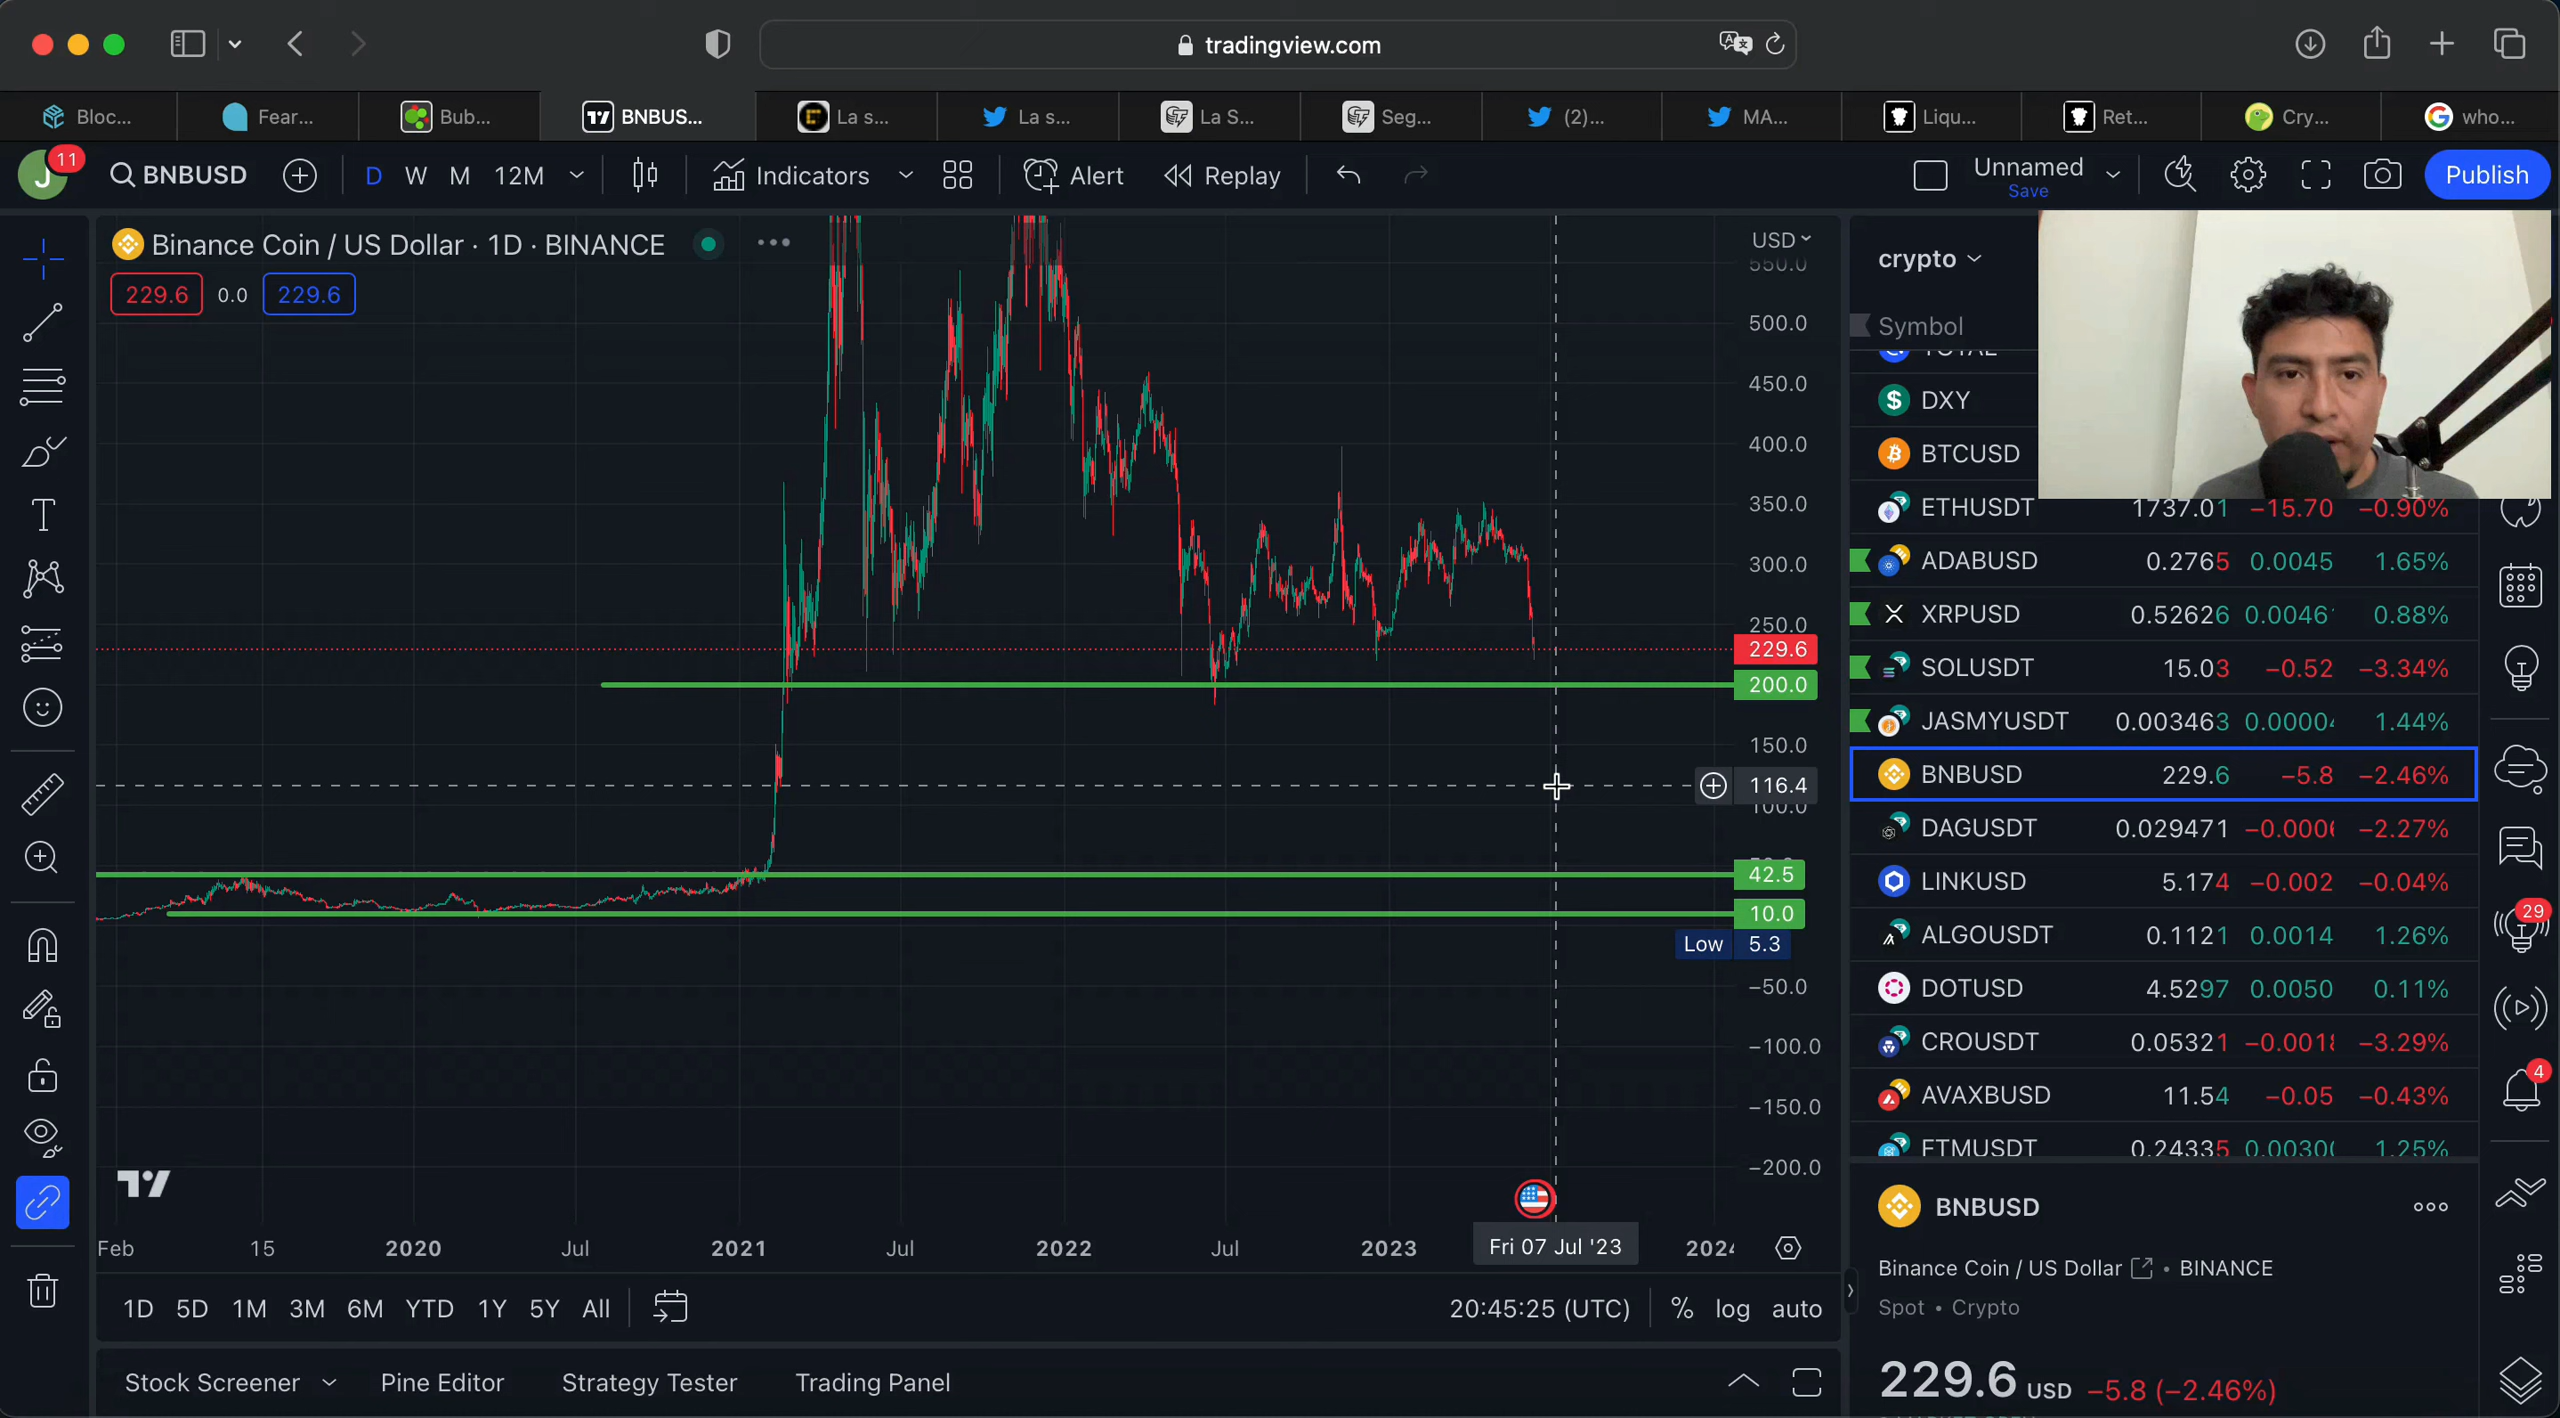 tradingview.com
Bloc...
Fear...
Bub...
BNBUS...
La s...
La s...
La S...
Seg...
(2)...
MA...
Liqu...
Ret...
Cry...
who...
J
11
BNBUSD
D
W
M
12M
Indicators
Alert
Replay
Unnamed
Save
Publish
Binance Coin / US Dollar · 1D · BINANCE
229.6
0.0
229.6
USD
550.0
500.0
450.0
400.0
350.0
300.0
250.0
229.6
200.0
150.0
116.4
100.0
42.5
10.0
Low 5.3
−50.0
−100.0
−150.0
−200.0
Feb
15
2020
Jul
2021
Jul
2022
Jul
2023
Fri 07 Jul '23
1D
5D
1M
3M
6M
YTD
1Y
5Y
All
20:45:25 (UTC)
%
log
auto
Stock Screener
Pine Editor
Strategy Tester
Trading Panel
crypto
Symbol
TOTAL
DXY
BTCUSD
ETHUSDT 1737.01 −15.70 −0.90%
ADABUSD 0.2765 0.0045 1.65%
XRPUSD 0.52626 0.0046 0.88%
SOLUSDT 15.03 −0.52 −3.34%
JASMYUSDT 0.003463 0.0000 1.44%
BNBUSD 229.6 −5.8 −2.46%
DAGUSDT 0.029471 −0.000 −2.27%
LINKUSD 5.174 −0.002 −0.04%
ALGOUSDT 0.1121 0.0014 1.26%
DOTUSD 4.5297 0.0050 0.11%
CROUSDT 0.05321 −0.001 −3.29%
AVAXBUSD 11.54 −0.05 −0.43%
FTMUSDT 0.24335 0.0030 1.25%
29
4
BNBUSD
Binance Coin / US Dollar • BINANCE
Spot • Crypto
229.6 USD −5.8 (−2.46%)